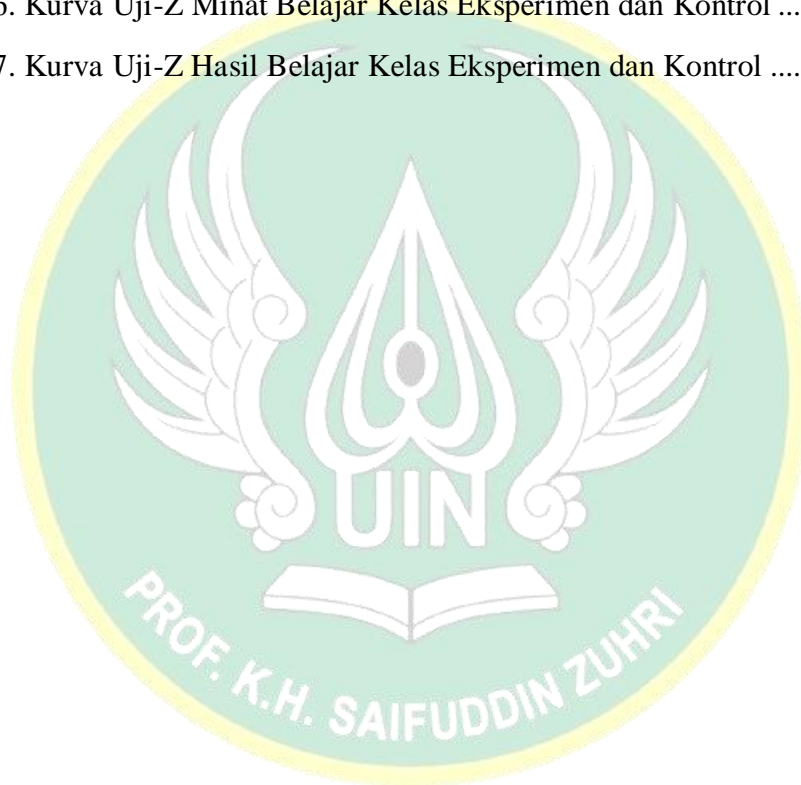 6. Kurva Uji-Z Minat Belajar Kelas Eksperimen dan Kontrol ...
7. Kurva Uji-Z Hasil Belajar Kelas Eksperimen dan Kontrol ....
UIN
PROF. K.H. SAIFUDDIN ZUHRI